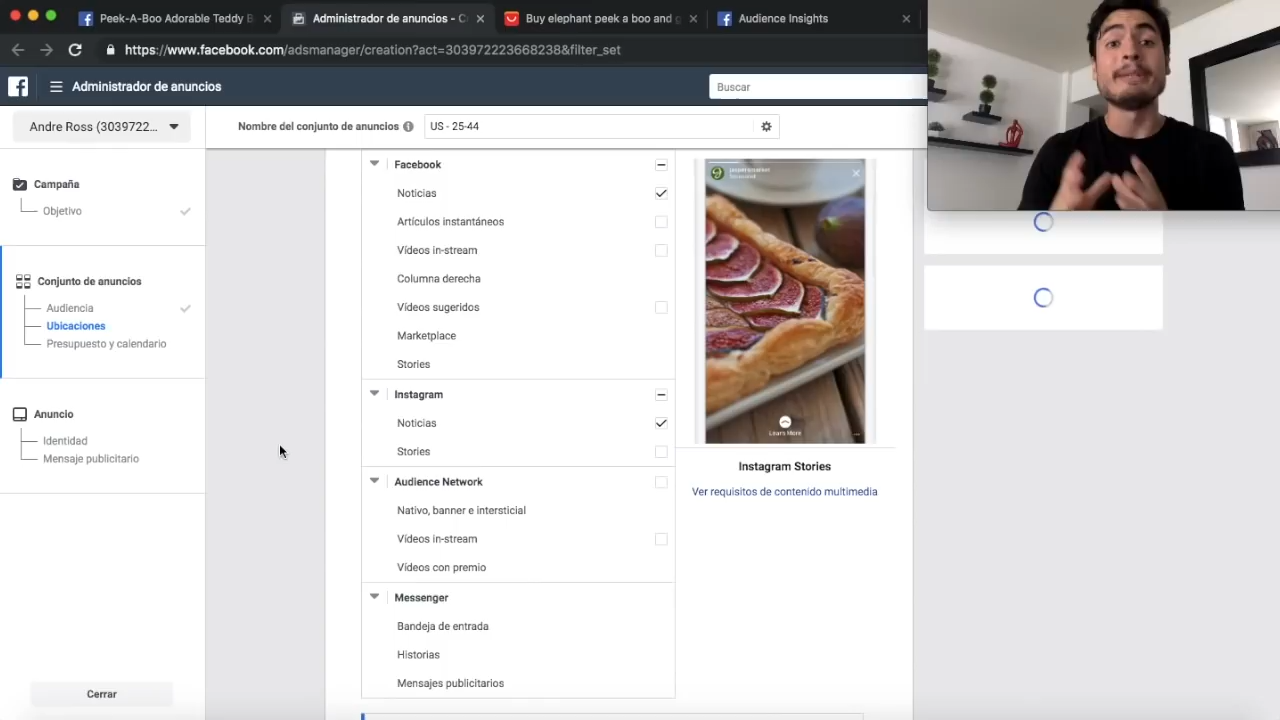 Peek-A-Boo Adorable Teddy B
Administrador de anuncios - C
Buy elephant peek a boo and g
Audience Insights
https://www.facebook.com/adsmanager/creation?act=303972223668238&filter_set
Administrador de anuncios
Buscar
Andre Ross (3039722...
Nombre del conjunto de anuncios
US - 25-44
Campaña
Objetivo
Conjunto de anuncios
Audiencia
Ubicaciones
Presupuesto y calendario
Anuncio
Identidad
Mensaje publicitario
Cerrar
Facebook
Noticias
Artículos instantáneos
Vídeos in-stream
Columna derecha
Vídeos sugeridos
Marketplace
Stories
Instagram
Noticias
Stories
Audience Network
Nativo, banner e intersticial
Vídeos in-stream
Vídeos con premio
Messenger
Bandeja de entrada
Historias
Mensajes publicitarios
Learn More
Instagram Stories
Ver requisitos de contenido multimedia